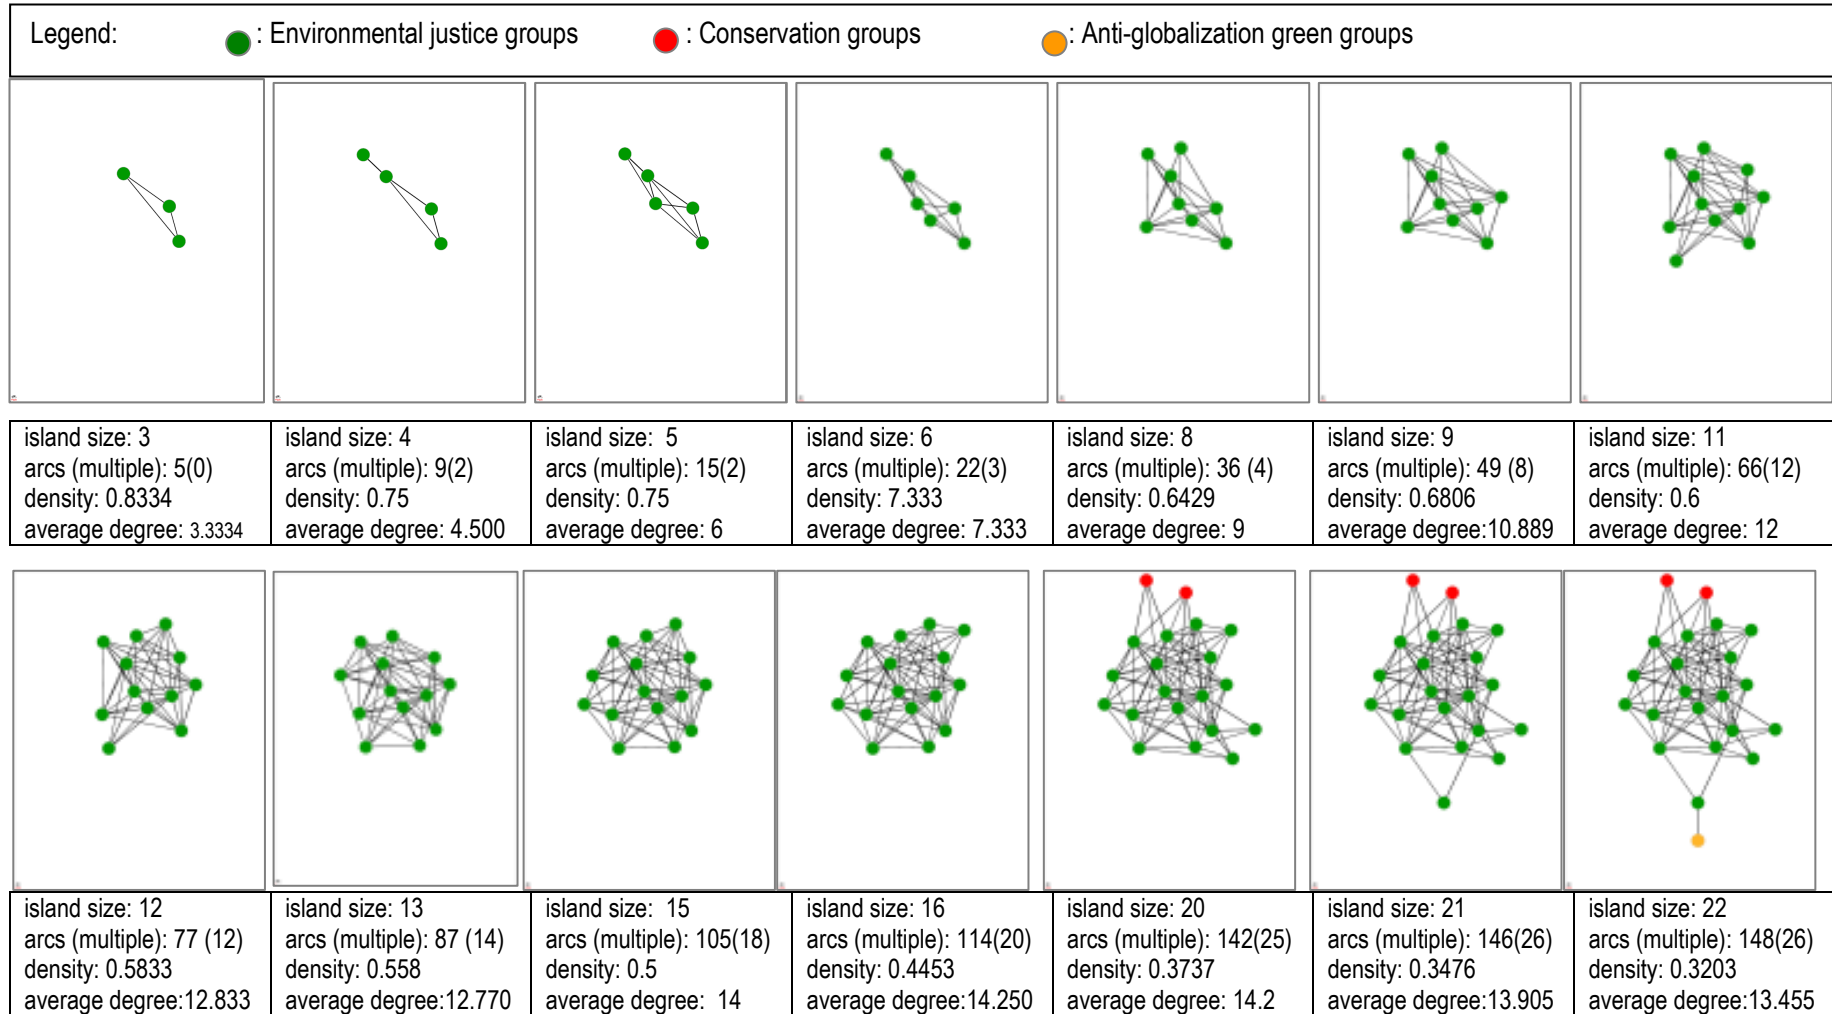 Legend: : Environmental justice groups : Conservation groups : Anti-globalization green groups
island size: 3
arcs (multiple): 5(0)
density: 0.8334
average degree: 3.3334
island size: 4
arcs (multiple): 9(2)
density: 0.75
average degree: 4.500
island size: 5
arcs (multiple): 15(2)
density: 0.75
average degree: 6
island size: 6
arcs (multiple): 22(3)
density: 7.333
average degree: 7.333
island size: 8
arcs (multiple): 36 (4)
density: 0.6429
average degree: 9
island size: 9
arcs (multiple): 49 (8)
density: 0.6806
average degree:10.889
island size: 11
arcs (multiple): 66(12)
density: 0.6
average degree: 12
island size: 12
arcs (multiple): 77 (12)
density: 0.5833
average degree:12.833
island size: 13
arcs (multiple): 87 (14)
density: 0.558
average degree:12.770
island size: 15
arcs (multiple): 105(18)
density: 0.5
average degree: 14
island size: 16
arcs (multiple): 114(20)
density: 0.4453
average degree:14.250
island size: 20
arcs (multiple): 142(25)
density: 0.3737
average degree: 14.2
island size: 21
arcs (multiple): 146(26)
density: 0.3476
average degree:13.905
island size: 22
arcs (multiple): 148(26)
density: 0.3203
average degree:13.455